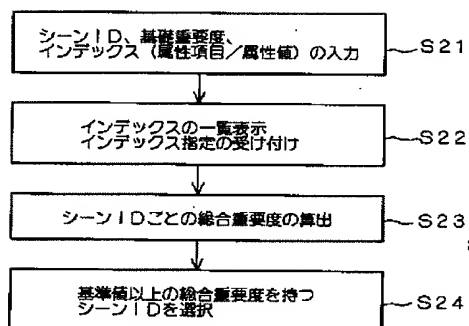 シーンＩＤ、基礎重要度、
インデックス（属性項目／属性値）の入力
S21
インデックスの一覧表示
インデックス指定の受け付け
S22
シーンＩＤごとの総合重要度の算出
S23
基準値以上の総合重要度を持つ
シーンＩＤを選択
S24